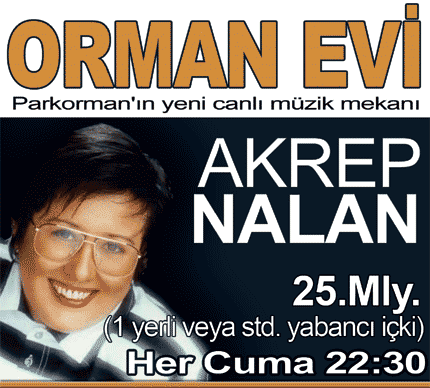 ORMAN EVİ
Parkorman'ın yeni canlı müzik mekanı
AKREP
NALAN
25.Mly.
(1 yerli veya std. yabancı içki)
Her Cuma 22:30